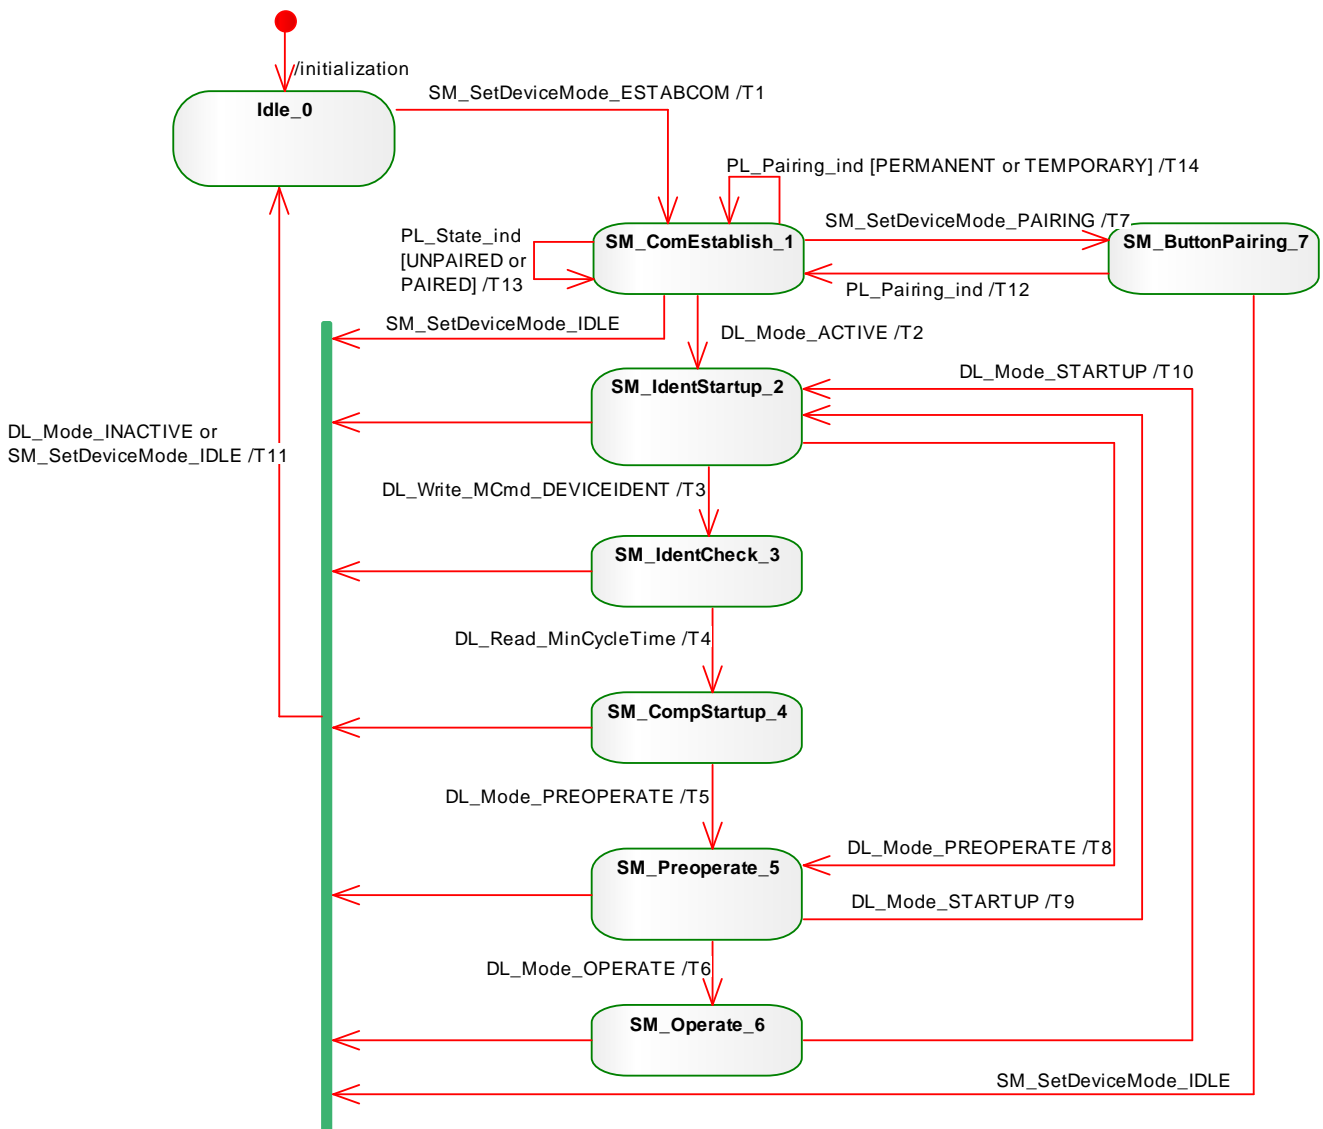 /initialization
Idle_0
SM_SetDeviceMode_ESTABCOM /T1
PL_Pairing_ind [PERMANENT or TEMPORARY] /T14
SM_SetDeviceMode_PAIRING /T7
PL_State_ind
[UNPAIRED or
PAIRED] /T13
SM_ComEstablish_1
SM_ButtonPairing_7
PL_Pairing_ind /T12
SM_SetDeviceMode_IDLE
DL_Mode_ACTIVE /T2
DL_Mode_STARTUP /T10
SM_IdentStartup_2
DL_Mode_INACTIVE or
SM_SetDeviceMode_IDLE /T11
DL_Write_MCmd_DEVICEIDENT /T3
SM_IdentCheck_3
DL_Read_MinCycleTime /T4
SM_CompStartup_4
DL_Mode_PREOPERATE /T5
DL_Mode_PREOPERATE /T8
SM_Preoperate_5
DL_Mode_STARTUP /T9
DL_Mode_OPERATE /T6
SM_Operate_6
SM_SetDeviceMode_IDLE